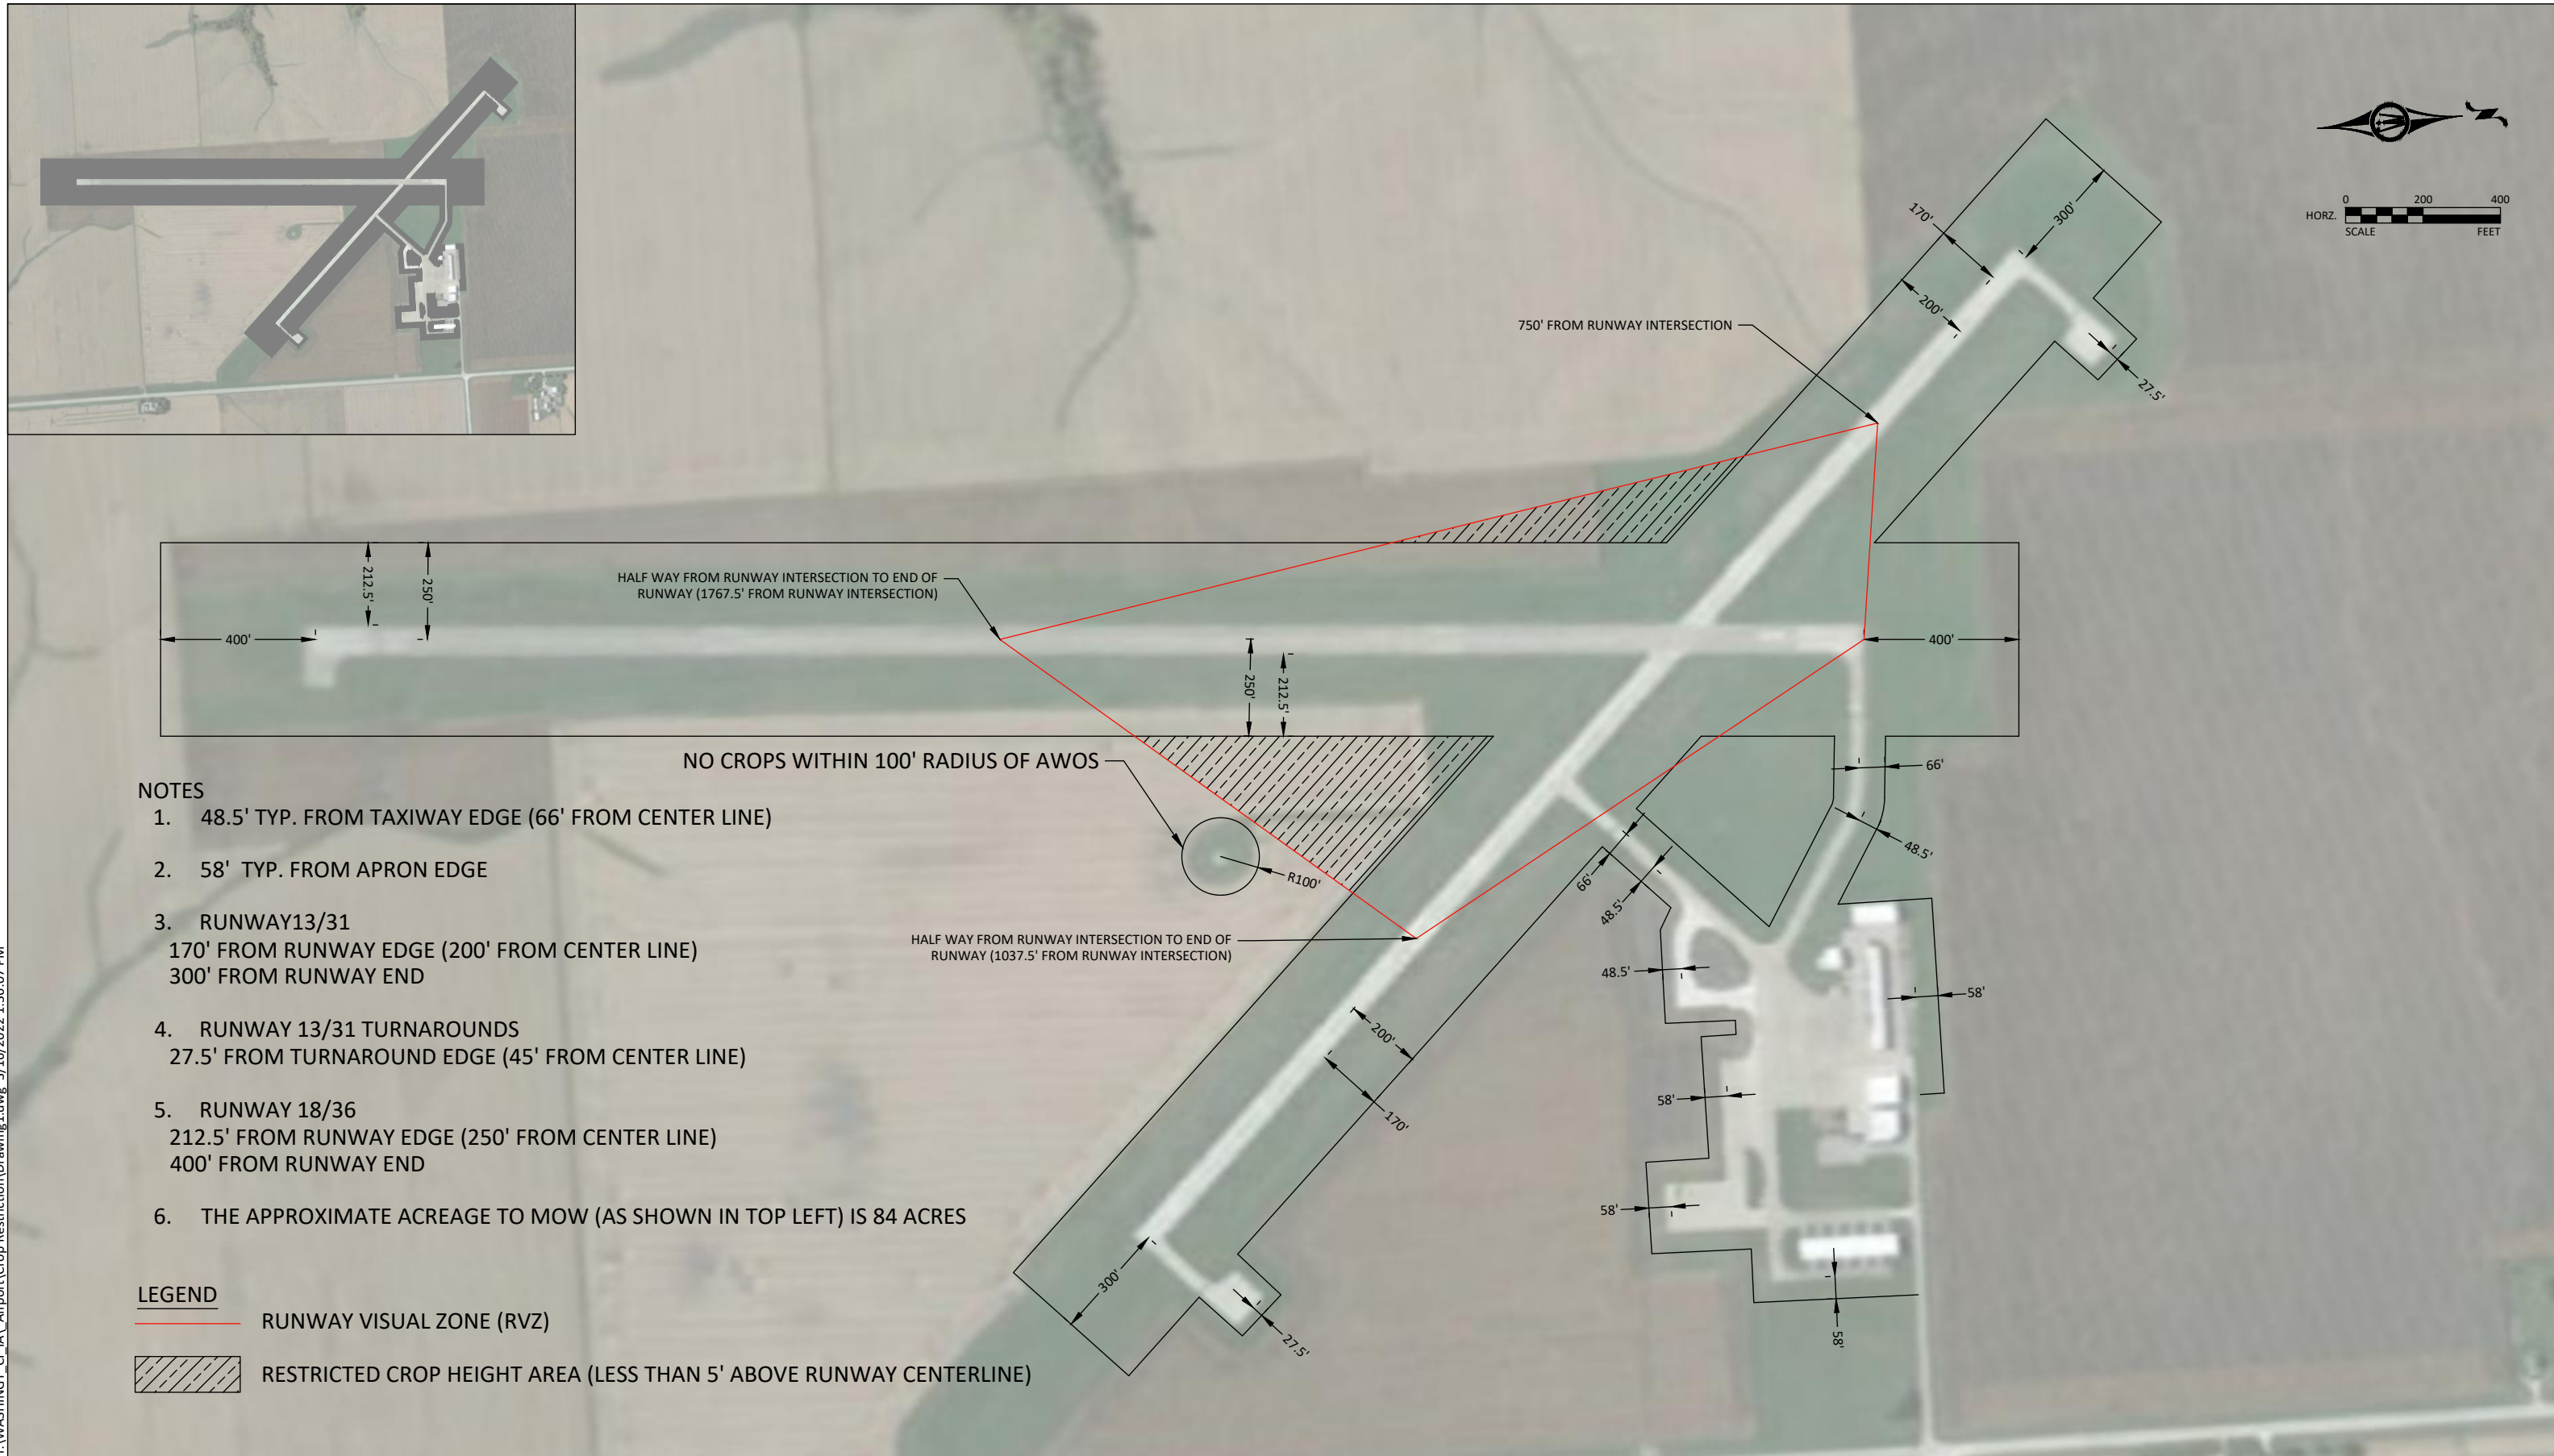 170'
300'
HORZ.
0 200 400
SCALE FEET
200'
750' FROM RUNWAY INTERSECTION
27.5'
212.5'
250'
HALF WAY FROM RUNWAY INTERSECTION TO END OF
RUNWAY (1767.5' FROM RUNWAY INTERSECTION)
400'
400'
250'
212.5'
NO CROPS WITHIN 100' RADIUS OF AWOS
66'
48.5'
R100'
66'
48.5'
HALF WAY FROM RUNWAY INTERSECTION TO END OF
RUNWAY (1037.5' FROM RUNWAY INTERSECTION)
48.5'
58'
200'
170'
58'
58'
300'
27.5'
58'
NOTES
1. 48.5' TYP. FROM TAXIWAY EDGE (66' FROM CENTER LINE)
2. 58' TYP. FROM APRON EDGE
3. RUNWAY13/31
170' FROM RUNWAY EDGE (200' FROM CENTER LINE)
300' FROM RUNWAY END
4. RUNWAY 13/31 TURNAROUNDS
27.5' FROM TURNAROUND EDGE (45' FROM CENTER LINE)
5. RUNWAY 18/36
212.5' FROM RUNWAY EDGE (250' FROM CENTER LINE)
400' FROM RUNWAY END
6. THE APPROXIMATE ACREAGE TO MOW (AS SHOWN IN TOP LEFT) IS 84 ACRES
LEGEND
RUNWAY VISUAL ZONE (RVZ)
RESTRICTED CROP HEIGHT AREA (LESS THAN 5' ABOVE RUNWAY CENTERLINE)